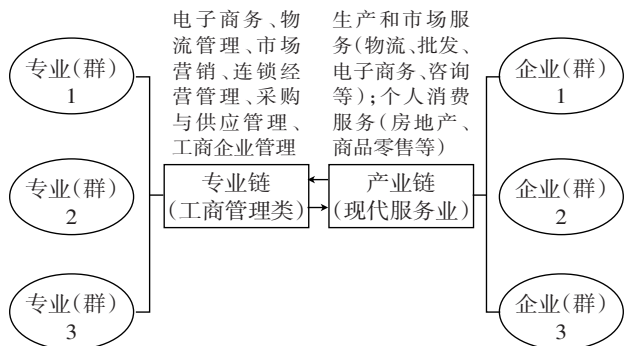 电子商务、物
流管理、市场
营销、连锁经
营管理、采购
与供应管理、
工商企业管理
生产和市场服
务(物流、批发、
电子商务、咨询
等);个人消费
服务(房地产、
商品零售等)
专业(群)
1
专业(群)
2
专业(群)
3
专业链
(工商管理类)
产业链
(现代服务业)
企业(群)
1
企业(群)
2
企业(群)
3